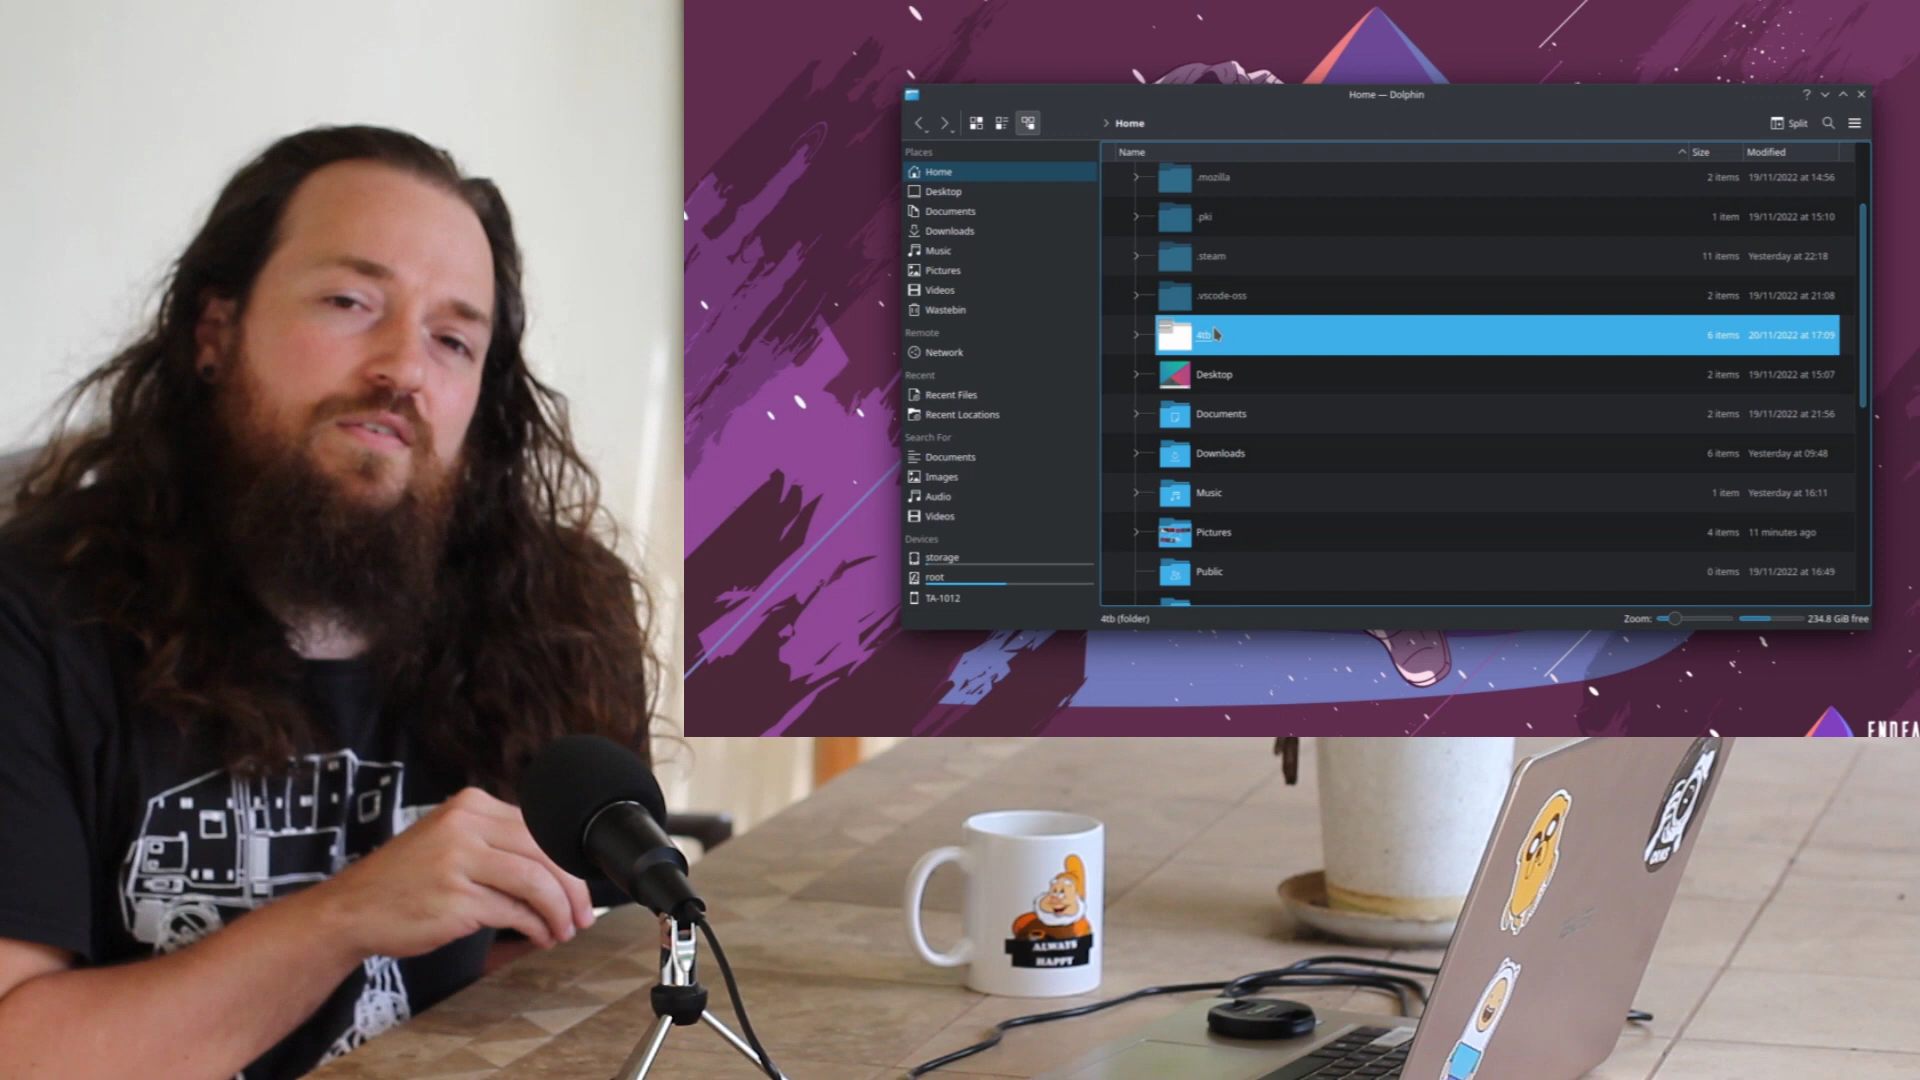 Home — Dolphin
?
Home
Split
Places
Home
Desktop
Documents
Downloads
Music
Pictures
Videos
Wastebin
Remote
Network
Recent
Recent Files
Recent Locations
Search For
Documents
Images
Audio
Videos
Devices
storage
root
TA-1012
Name Size Modified
.mozilla 2 items 19/11/2022 at 14:56
.pki 1 item 19/11/2022 at 15:10
.steam 11 items Yesterday at 22:18
.vscode-oss 2 items 19/11/2022 at 21:08
4tb 6 items 20/11/2022 at 17:09
Desktop 2 items 19/11/2022 at 15:07
Documents 2 items 19/11/2022 at 21:56
Downloads 6 items Yesterday at 09:48
Music 1 item Yesterday at 16:11
Pictures 4 items 11 minutes ago
Public 0 items 19/11/2022 at 16:49
4tb (folder)
Zoom: 234.8 GiB free
ENDEA
ALWAYS
HAPPY